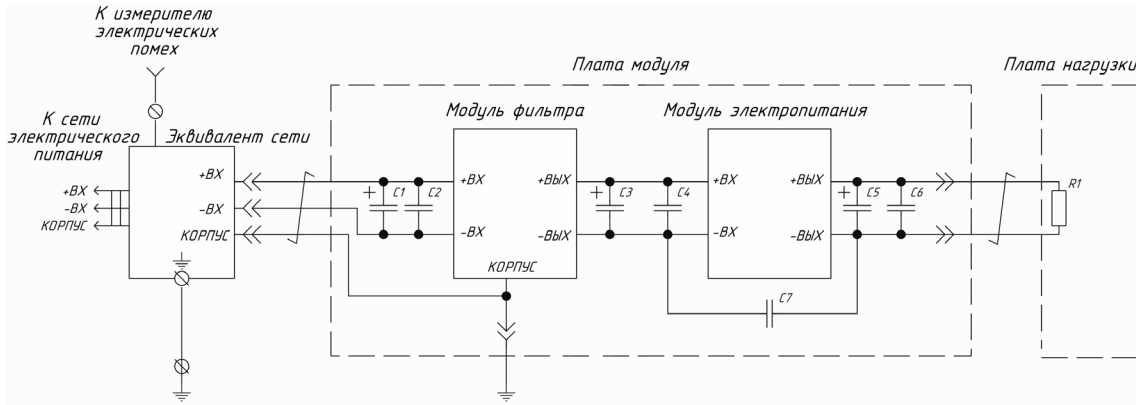 К измерителю
электрических
помех
К сети
электрического
питания
Эквивалент сети
+ВХ
-ВХ
КОРПУС
+ВХ
-ВХ
КОРПУС
Плата модуля
Модуль фильтра
+ C1
C2
+ВХ
-ВХ
+ВЫХ
-ВЫХ
КОРПУС
+ C3
C4
Модуль электропитания
+ВХ
-ВХ
+ВЫХ
-ВЫХ
+ C5
C6
C7
Плата нагрузки
R1